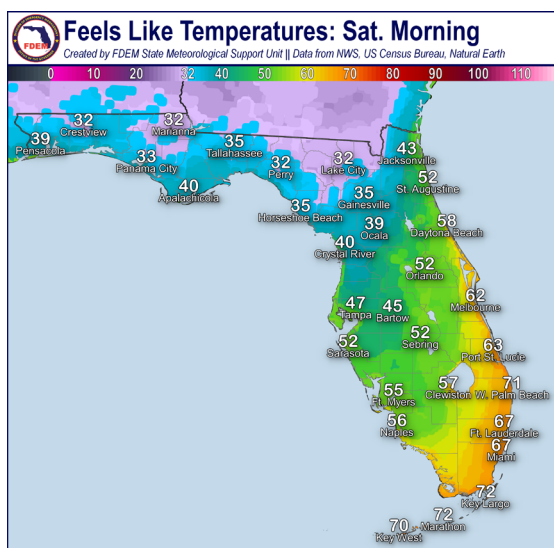 FDEM
Feels Like Temperatures: Sat. Morning
Created by FDEM State Meteorological Support Unit || Data from NWS, US Census Bureau, Natural Earth
0 10 20 32 40 50 60 70 80 90 100 110
32
Crestview
32
Marianna
39
Pensacola
33
Panama City
35
Tallahassee
40
Apalachicola
32
Perry
32
Lake City
43
Jacksonville
52
St. Augustine
35
Gainesville
35
Horseshoe Beach
39
Ocala
58
Daytona Beach
40
Crystal River
52
Orlando
62
Melbourne
47
Tampa
45
Bartow
52
Sarasota
52
Sebring
63
Port St. Lucie
55
Ft. Myers
57
Clewiston
71
W. Palm Beach
56
Naples
67
Ft. Lauderdale
67
Miami
72
Key Largo
72
Marathon
70
Key West